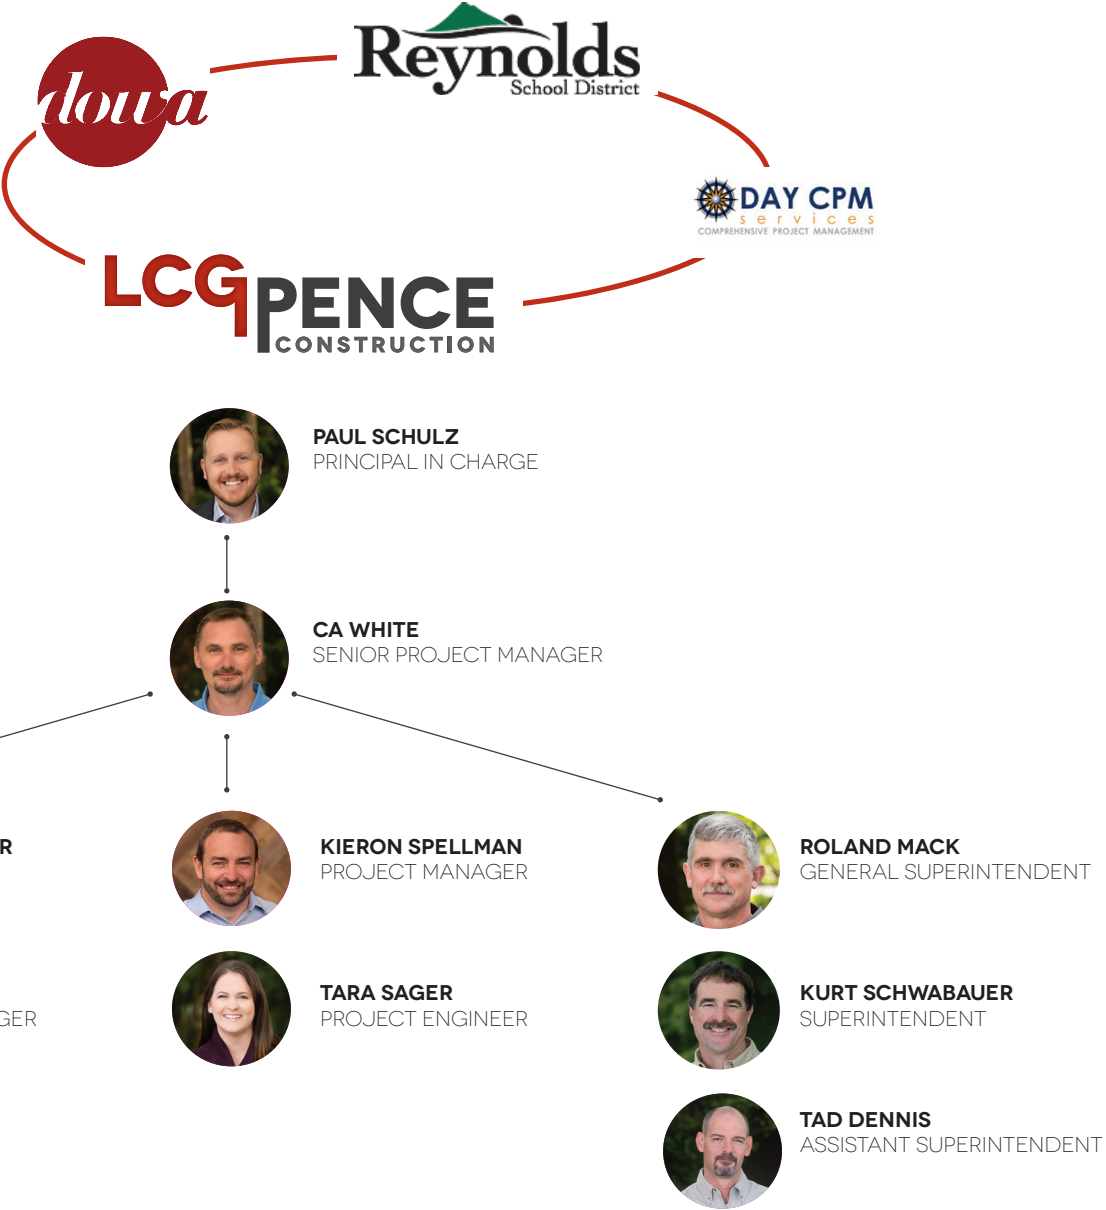 dowa
Reynolds
School District
DAY CPM
services
COMPREHENSIVE PROJECT MANAGEMENT
LCG PENCE
CONSTRUCTION
PAUL SCHULZ
PRINCIPAL IN CHARGE
CA WHITE
SENIOR PROJECT MANAGER
R
KIERON SPELLMAN
PROJECT MANAGER
ROLAND MACK
GENERAL SUPERINTENDENT
GER
TARA SAGER
PROJECT ENGINEER
KURT SCHWABAUER
SUPERINTENDENT
TAD DENNIS
ASSISTANT SUPERINTENDENT